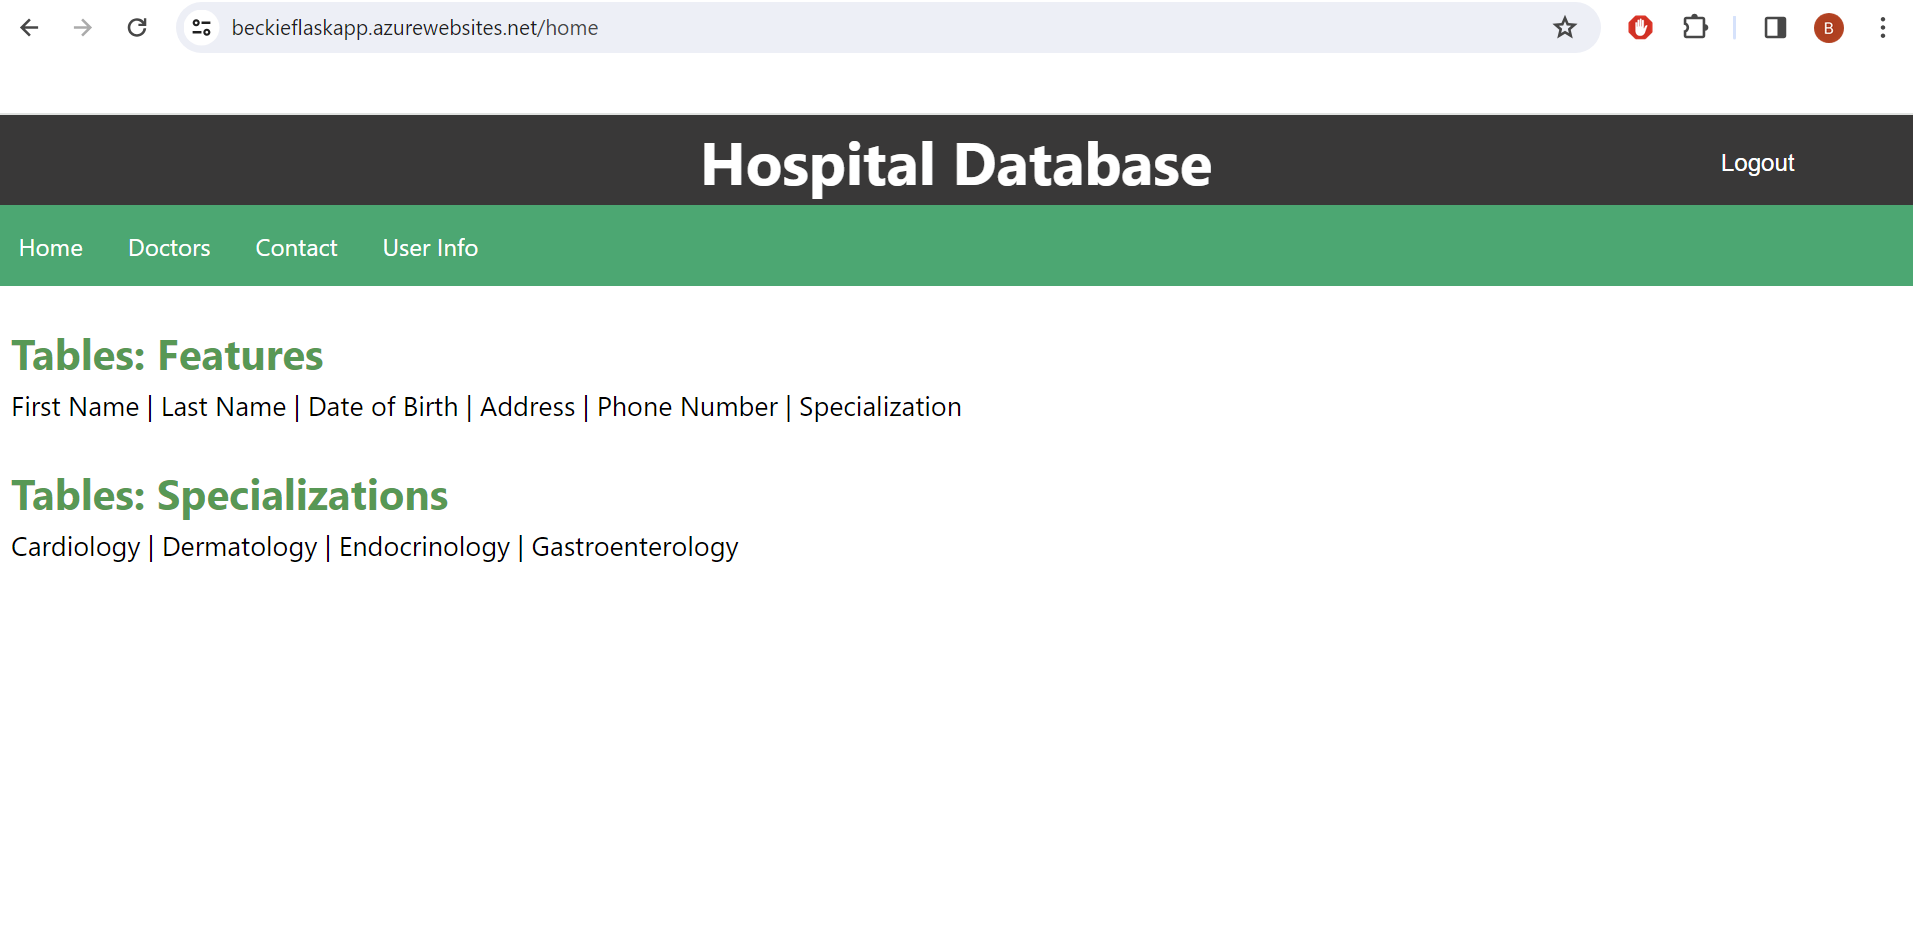 beckieflaskapp.azurewebsites.net/home
B
Hospital Database
Logout
Home Doctors Contact User Info
Tables: Features
First Name | Last Name | Date of Birth | Address | Phone Number | Specialization
Tables: Specializations
Cardiology | Dermatology | Endocrinology | Gastroenterology